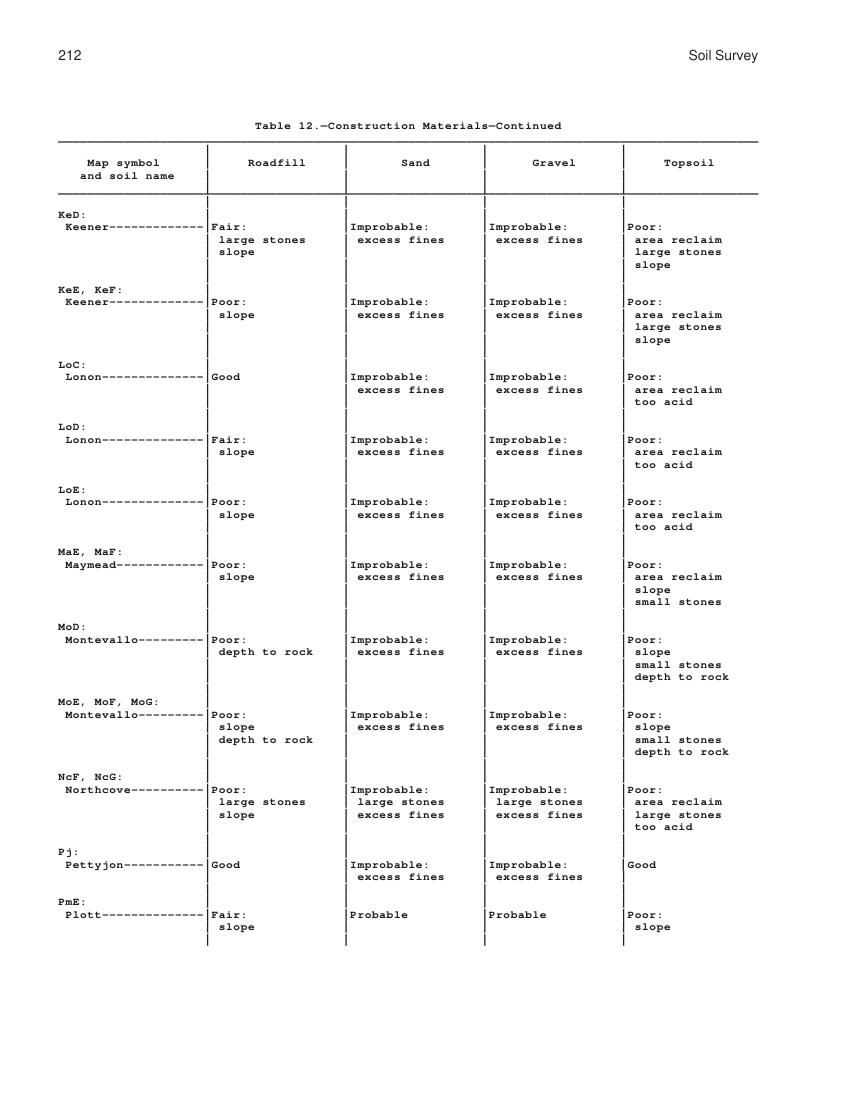 212 Soil Survey
Table 12.—Construction Materials—Continued
Map symbol | Roadfill | Sand | Gravel | Topsoil
and soil name
KeD:
Keener-------------|Fair: |Improbable: |Improbable: |Poor:
large stones | excess fines | excess fines | area reclaim
slope | | | large stones
slope
KeE, KeF:
Keener-------------|Poor: |Improbable: |Improbable: |Poor:
slope | excess fines | excess fines | area reclaim
large stones
slope
LoC:
Lonon--------------|Good |Improbable: |Improbable: |Poor:
excess fines | excess fines | area reclaim
too acid
LoD:
Lonon--------------|Fair: |Improbable: |Improbable: |Poor:
slope | excess fines | excess fines | area reclaim
too acid
LoE:
Lonon--------------|Poor: |Improbable: |Improbable: |Poor:
slope | excess fines | excess fines | area reclaim
too acid
MaE, MaF:
Maymead------------|Poor: |Improbable: |Improbable: |Poor:
slope | excess fines | excess fines | area reclaim
slope
small stones
MoD:
Montevallo---------|Poor: |Improbable: |Improbable: |Poor:
depth to rock | excess fines | excess fines | slope
small stones
depth to rock
MoE, MoF, MoG:
Montevallo---------|Poor: |Improbable: |Improbable: |Poor:
slope | excess fines | excess fines | slope
depth to rock | | | small stones
depth to rock
NcF, NcG:
Northcove----------|Poor: |Improbable: |Improbable: |Poor:
large stones | large stones | large stones | area reclaim
slope | excess fines | excess fines | large stones
too acid
Pj:
Pettyjon-----------|Good |Improbable: |Improbable: |Good
excess fines | excess fines
PmE:
Plott--------------|Fair: |Probable |Probable |Poor:
slope | | | slope